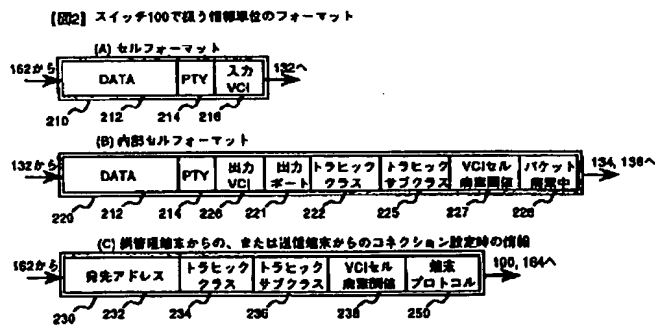 [図2] スイッチ100で扱う情報単位のフォーマット
(A) セルフォーマット
162から DATA PTY 入力VCI 132へ
210 212 214 216
(B) 内部セルフォーマット
132から DATA PTY 出力VCI 出力ポート トラヒッククラス トラヒックサブクラス VCIセル廃棄閾値 パケット廃棄中 134, 136へ
220 212 214 226 221 222 225 227 228
(C) 網管理端末からの、または送信端末からのコネクション設定時の情報
162から 宛先アドレス トラヒッククラス トラヒックサブクラス VCIセル廃棄閾値 端末プロトコル 100, 164へ
230 232 234 236 238 250